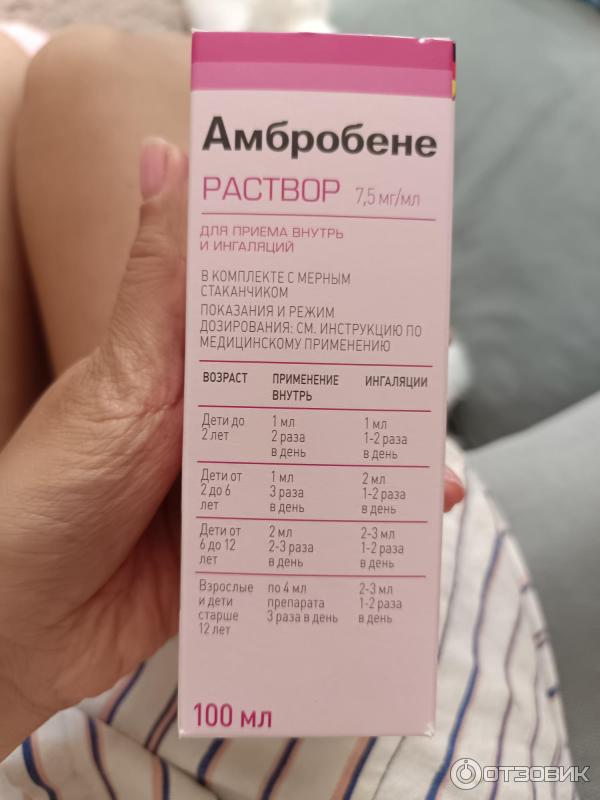 Амбробене
РАСТВОР 7,5 мг/мл
ДЛЯ ПРИЕМА ВНУТРЬ
И ИНГАЛЯЦИЙ
В КОМПЛЕКТЕ С МЕРНЫМ
СТАКАНЧИКОМ
ПОКАЗАНИЯ И РЕЖИМ
ДОЗИРОВАНИЯ: СМ. ИНСТРУКЦИЮ ПО
МЕДИЦИНСКОМУ ПРИМЕНЕНИЮ
ВОЗРАСТ ПРИМЕНЕНИЕ ИНГАЛЯЦИИ
ВНУТРЬ
Дети до 1 мл 1 мл
2 лет 2 раза 1-2 раза
в день в день
Дети от 1 мл 2 мл
2 до 6 3 раза 1-2 раза
лет в день в день
Дети от 2 мл 2-3 мл
6 до 12 2-3 раза 1-2 раза
лет в день в день
Взрослые по 4 мл 2-3 мл
и дети препарата 1-2 раза
старше 3 раза в день в день
12 лет
100 мл
ОТЗОВИК